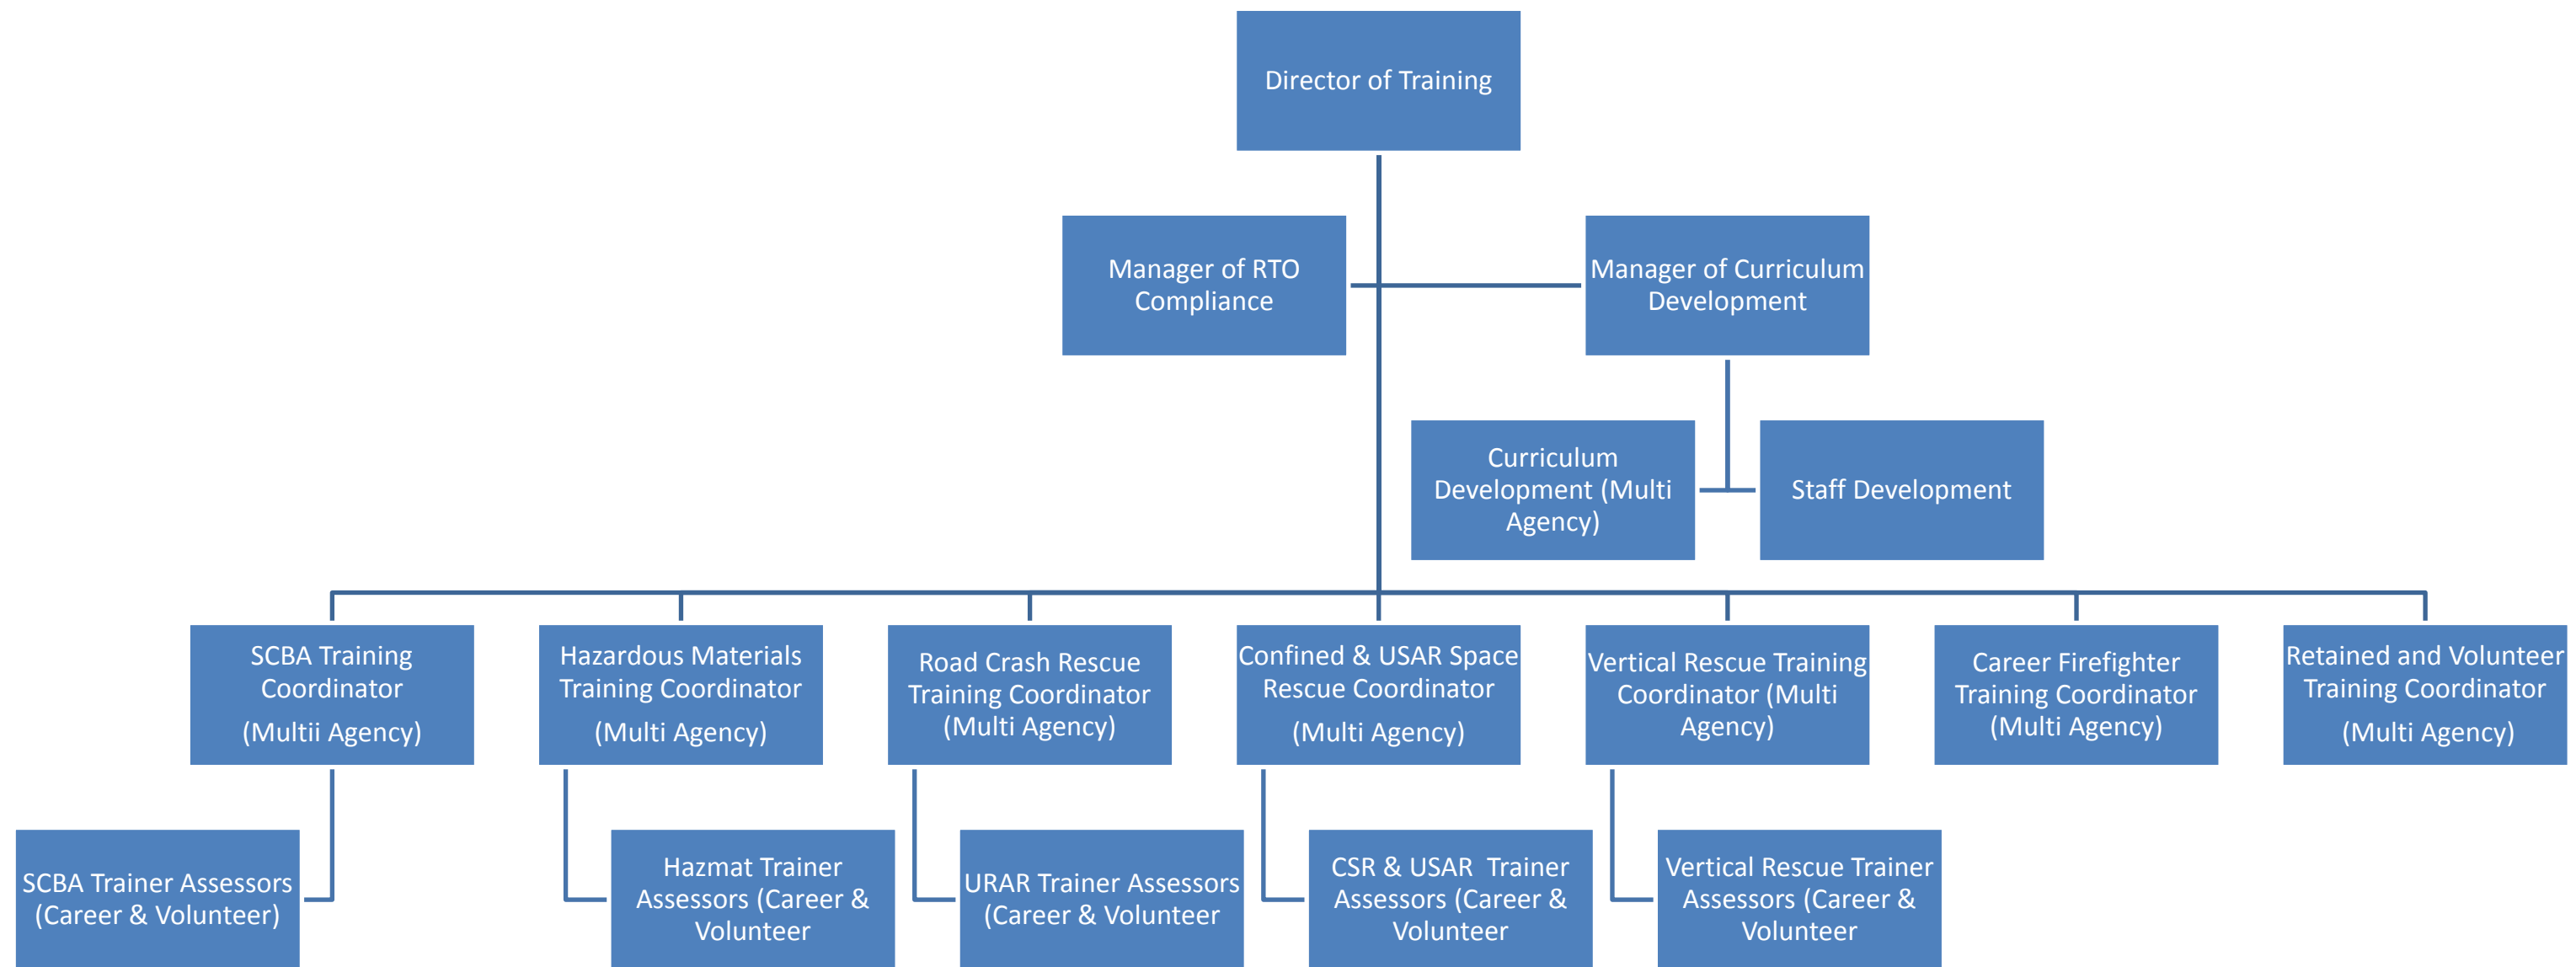 Director of Training
Manager of RTO
Compliance
Manager of Curriculum
Development
Curriculum
Development (Multi
Agency)
Staff Development
SCBA Training
Coordinator
(Multii Agency)
Hazardous Materials
Training Coordinator
(Multi Agency)
Road Crash Rescue
Training Coordinator
(Multi Agency)
Confined & USAR Space
Rescue Coordinator
(Multi Agency)
Vertical Rescue Training
Coordinator (Multi
Agency)
Career Firefighter
Training Coordinator
(Multi Agency)
Retained and Volunteer
Training Coordinator
(Multi Agency)
SCBA Trainer Assessors
(Career & Volunteer)
Hazmat Trainer
Assessors (Career &
Volunteer
URAR Trainer Assessors
(Career & Volunteer
CSR & USAR  Trainer
Assessors (Career &
Volunteer
Vertical Rescue Trainer
Assessors (Career &
Volunteer